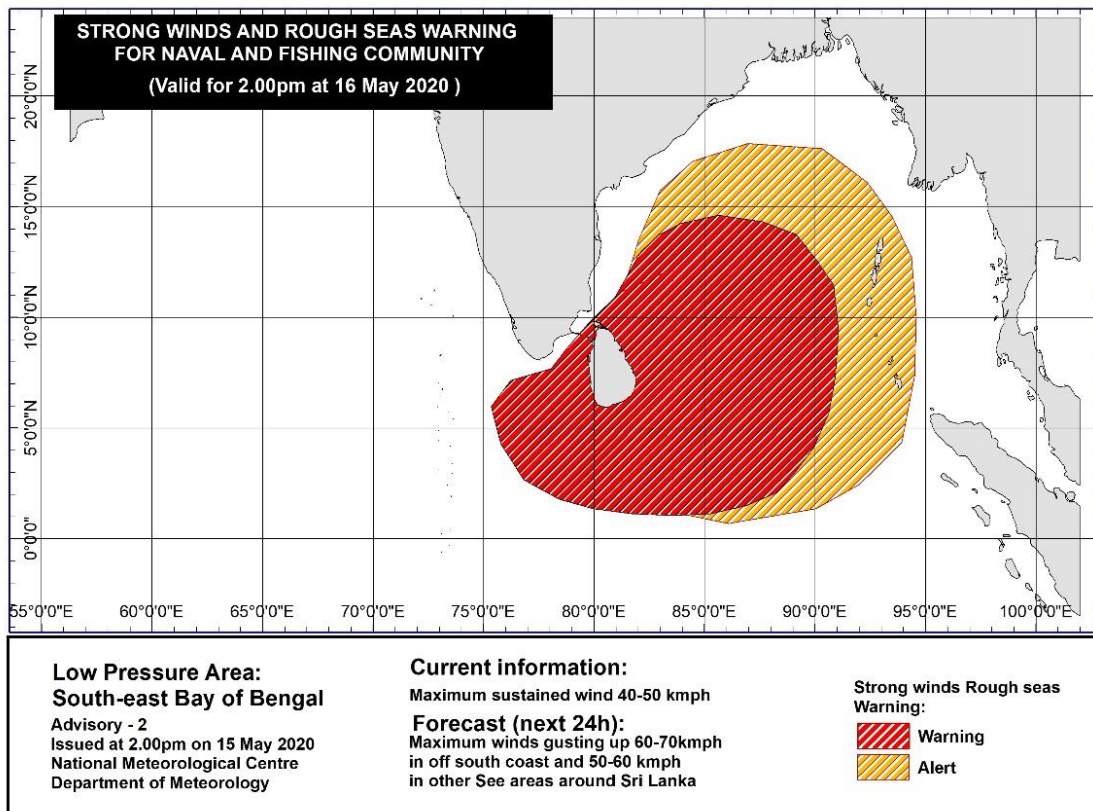 STRONG WINDS AND ROUGH SEAS WARNING
FOR NAVAL AND FISHING COMMUNITY
(Valid for 2.00pm at 16 May 2020 )
20°0'0"N
15°0'0"N
10°0'0"N
5°0'0"N
0°0'0"
55°0'0"E
60°0'0"E
65°0'0"E
70°0'0"E
75°0'0"E
80°0'0"E
85°0'0"E
90°0'0"E
95°0'0"E
100°0'0"E
Low Pressure Area:
South-east Bay of Bengal
Advisory - 2
Issued at 2.00pm on 15 May 2020
National Meteorological Centre
Department of Meteorology
Current information:
Maximum sustained wind 40-50 kmph
Forecast (next 24h):
Maximum winds gusting up 60-70kmph
in off south coast and 50-60 kmph
in other See areas around Sri Lanka
Strong winds Rough seas
Warning:
Warning
Alert